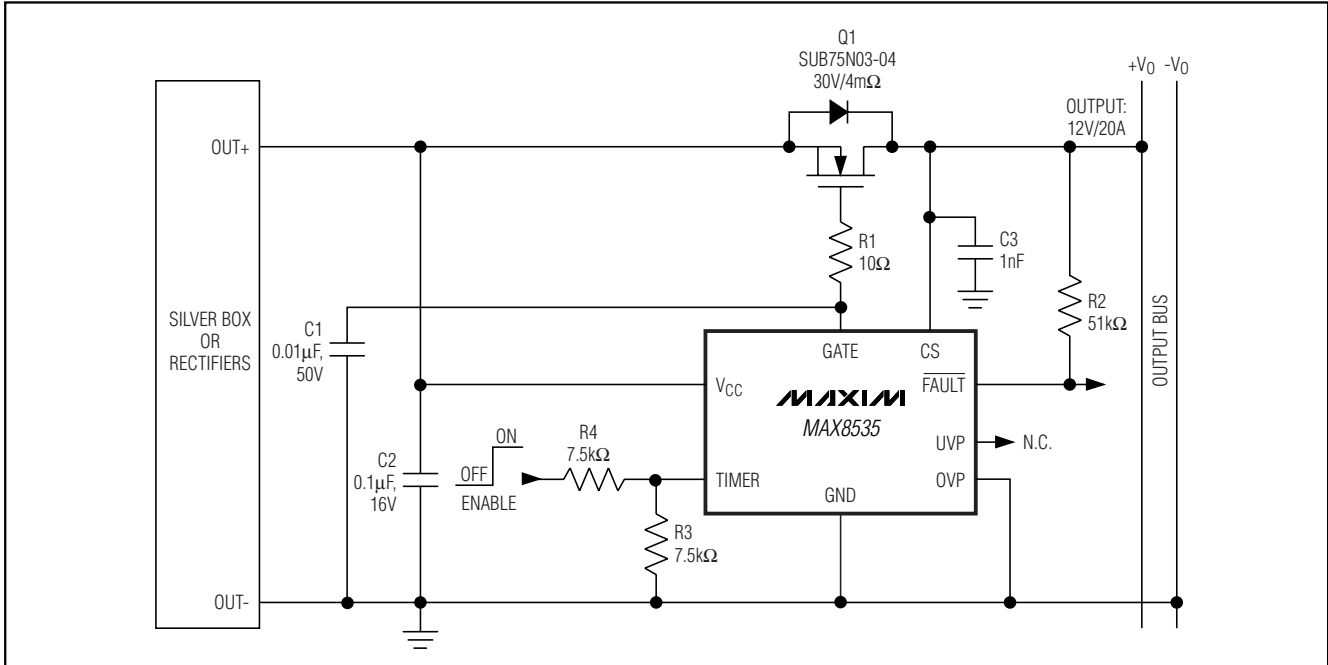 Q1
SUB75N03-04
30V/4mΩ
+VO -VO
OUTPUT:
12V/20A
OUT+
R1
10Ω
C3
1nF
R2
51kΩ
OUTPUT BUS
SILVER BOX
OR
RECTIFIERS
C1
0.01µF,
50V
GATE
CS
VCC
FAULT
MAXIM
MAX8535
UVP
N.C.
OVP
TIMER
GND
C2
0.1µF,
16V
OFF
ON
ENABLE
R4
7.5kΩ
R3
7.5kΩ
OUT-